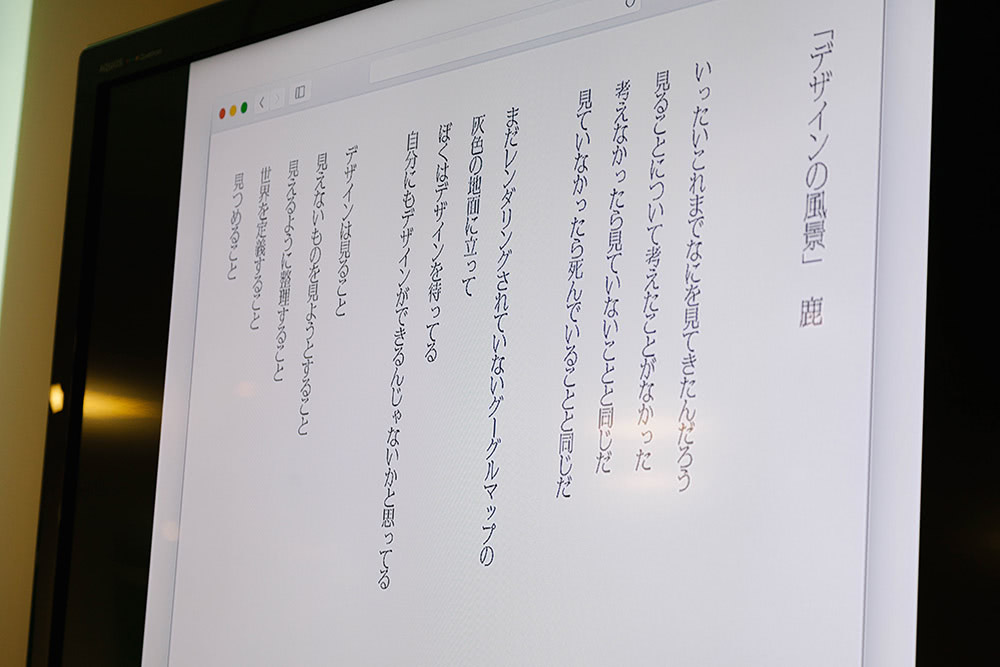 「デザインの風景」　鹿
いったいこれまでなにを見てきたんだろう
見ることについて考えたことがなかった
考えなかったら見ていないことと同じだ
見ていなかったら死んでいることと同じだ
まだレンダリングされていないグーグルマップの
灰色の地面に立って
ぼくはデザインを待ってる
自分にもデザインができるんじゃないかと思ってる
デザインは見ること
見えないものを見ようとすること
見えるように整理すること
世界を定義すること
見つめること